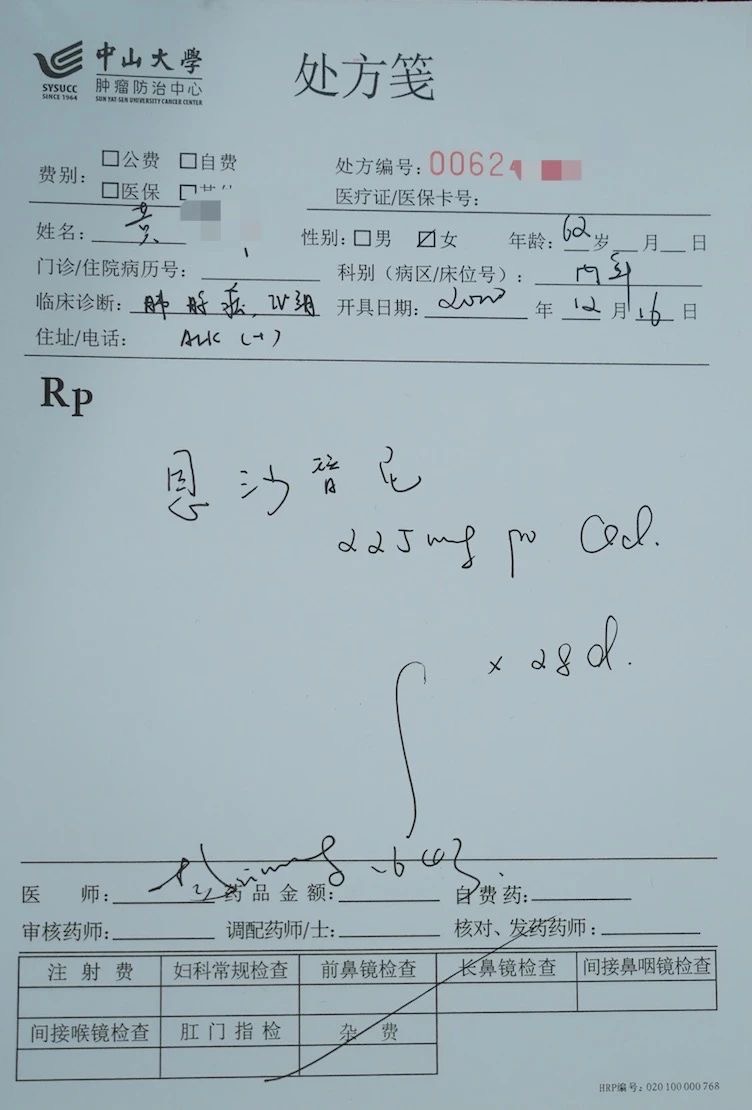 中山大學
肿瘤防治中心
SYSUCC
SINCE 1964
SUN YAT-SEN UNIVERSITY CANCER CENTER
处方笺
费别: □公费 □自费
□医保
处方编号: 0062
医疗证/医保卡号:
姓名: 黄 性别: □男 ☑女 年龄: 62岁 月 日
门诊/住院病历号: 科别(病区/床位号): 内科
临床诊断: 肺腺癌, IV期 开具日期: 2020 年 12 月 16 日
住址/电话: ALK (+)
Rp
恩沙替尼
225mg po Qd.
x 28 d.
医 师: 药品金额: 自费药:
审核药师: 调配药师/士: 核对、发药药师:
注射费 妇科常规检查 前鼻镜检查 长鼻镜检查 间接鼻咽镜检查
间接喉镜检查 肛门指检 杂 费
HRP编号: 020 100 000 768